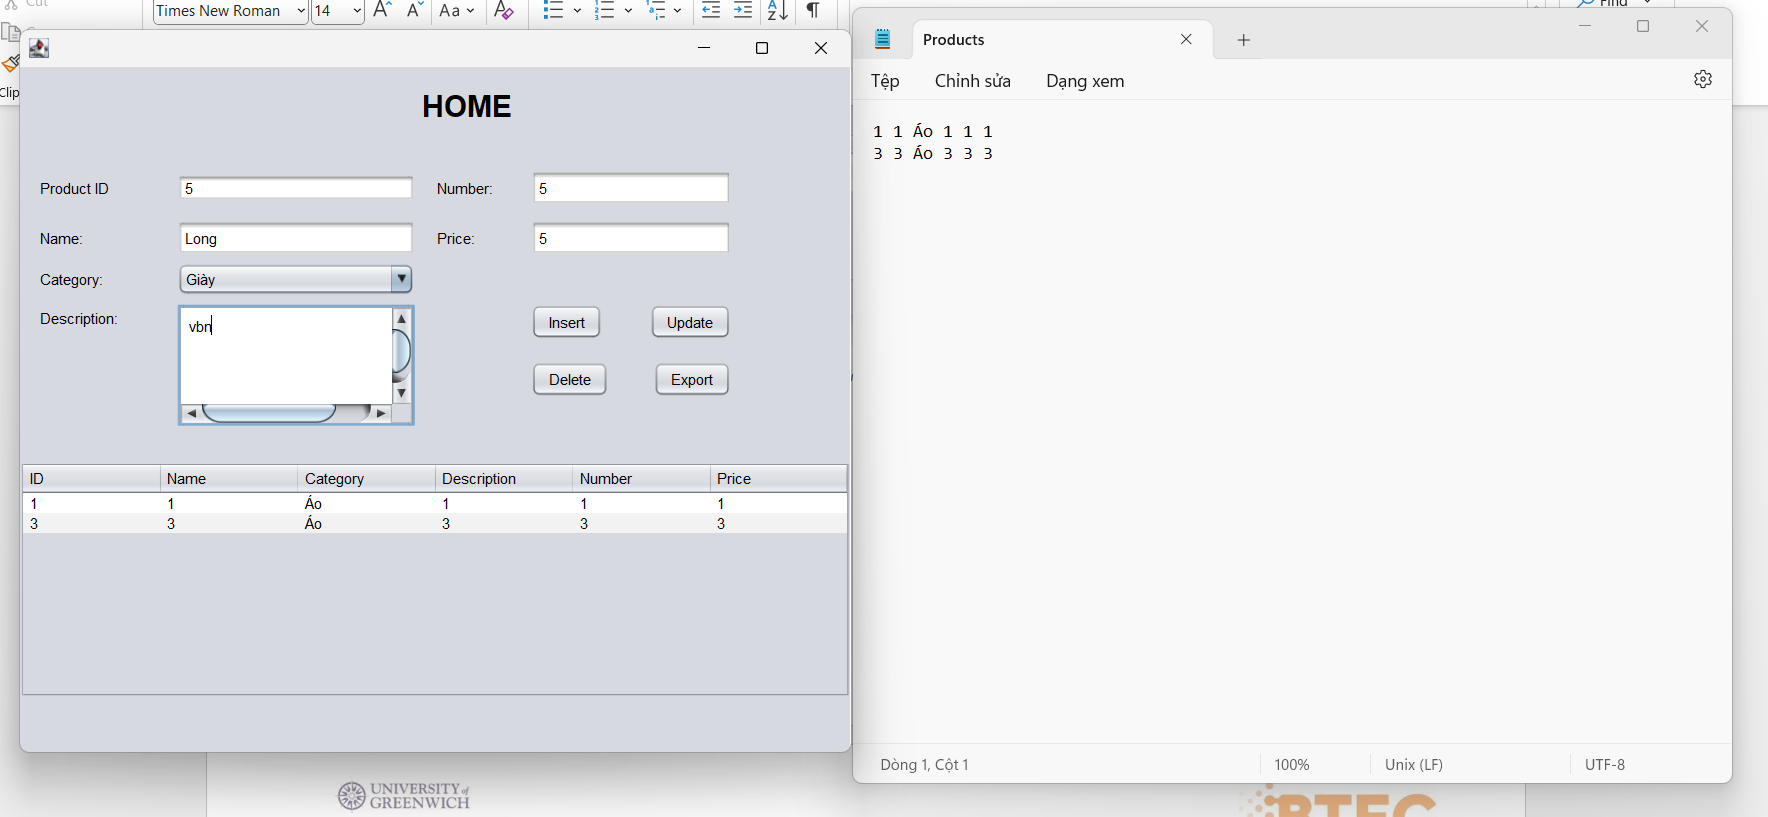 Cut
Times New Roman 14 Aa
Find
Clip
HOME
Product ID 5 Number: 5
Name: Long Price: 5
Category: Giày
Description: vbn
Insert Update
Delete Export
ID Name Category Description Number Price
1 1 Áo 1 1 1
3 3 Áo 3 3 3
Products
Tệp Chỉnh sửa Dạng xem
1 1 Áo 1 1 1
3 3 Áo 3 3 3
Dòng 1, Cột 1 100% Unix (LF) UTF-8
UNIVERSITY of
GREENWICH
BTEC